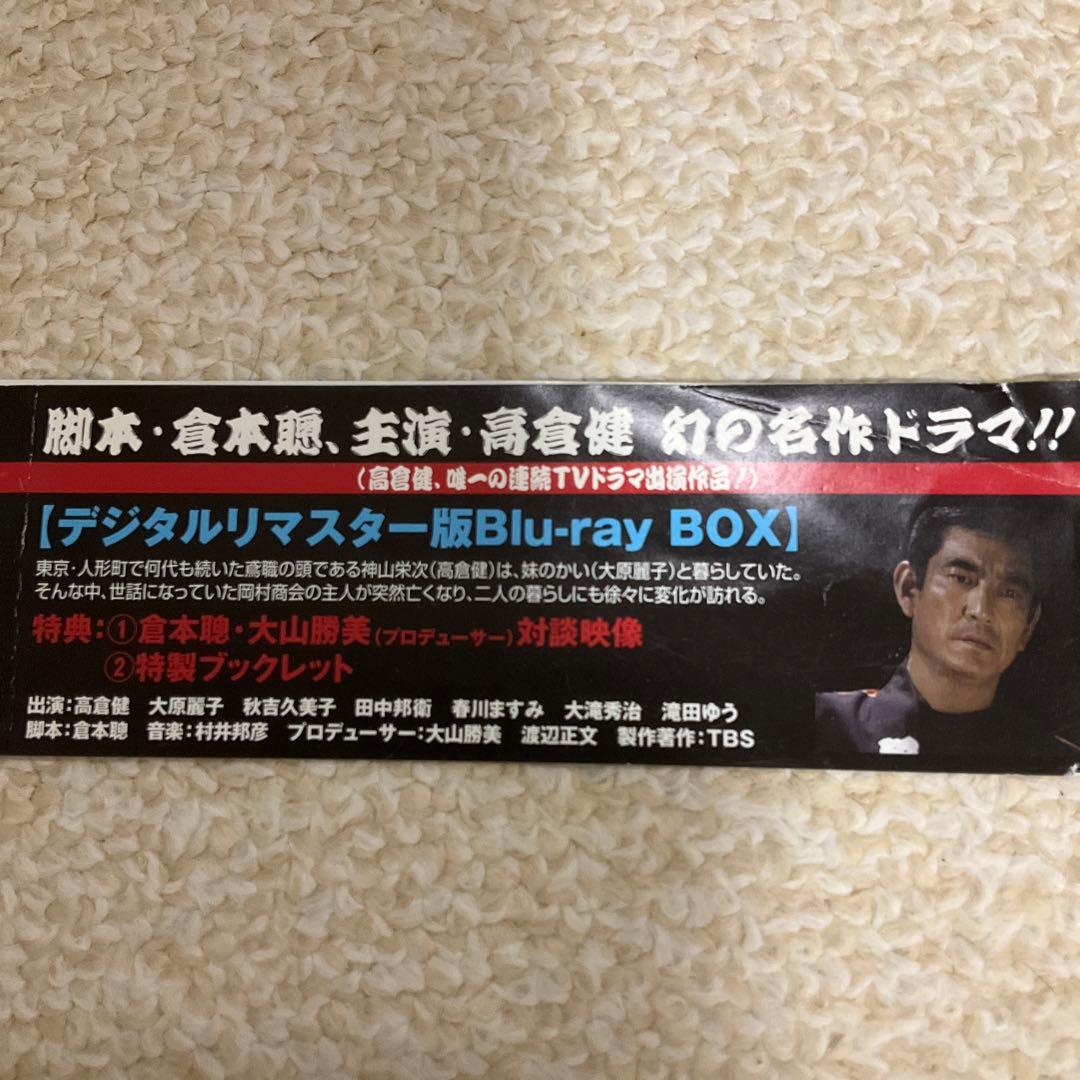 脚本・倉本聰、主演・高倉健 幻の名作ドラマ!!
(高倉健、唯一の連続TVドラマ出演作品!)
【デジタルリマスター版Blu-ray BOX】
東京・人形町で何代も続いた鳶職の頭である神山栄次(高倉健)は、妹のかい(大原麗子)と暮らしていた。
そんな中、世話になっていた岡村商会の主人が突然亡くなり、二人の暮らしにも徐々に変化が訪れる。
特典:①倉本聰・大山勝美(プロデューサー)対談映像
②特製ブックレット
出演:高倉健 大原麗子 秋吉久美子 田中邦衛 春川ますみ 大滝秀治 滝田ゆう
脚本:倉本聰 音楽:村井邦彦 プロデューサー:大山勝美 渡辺正文 製作著作:TBS